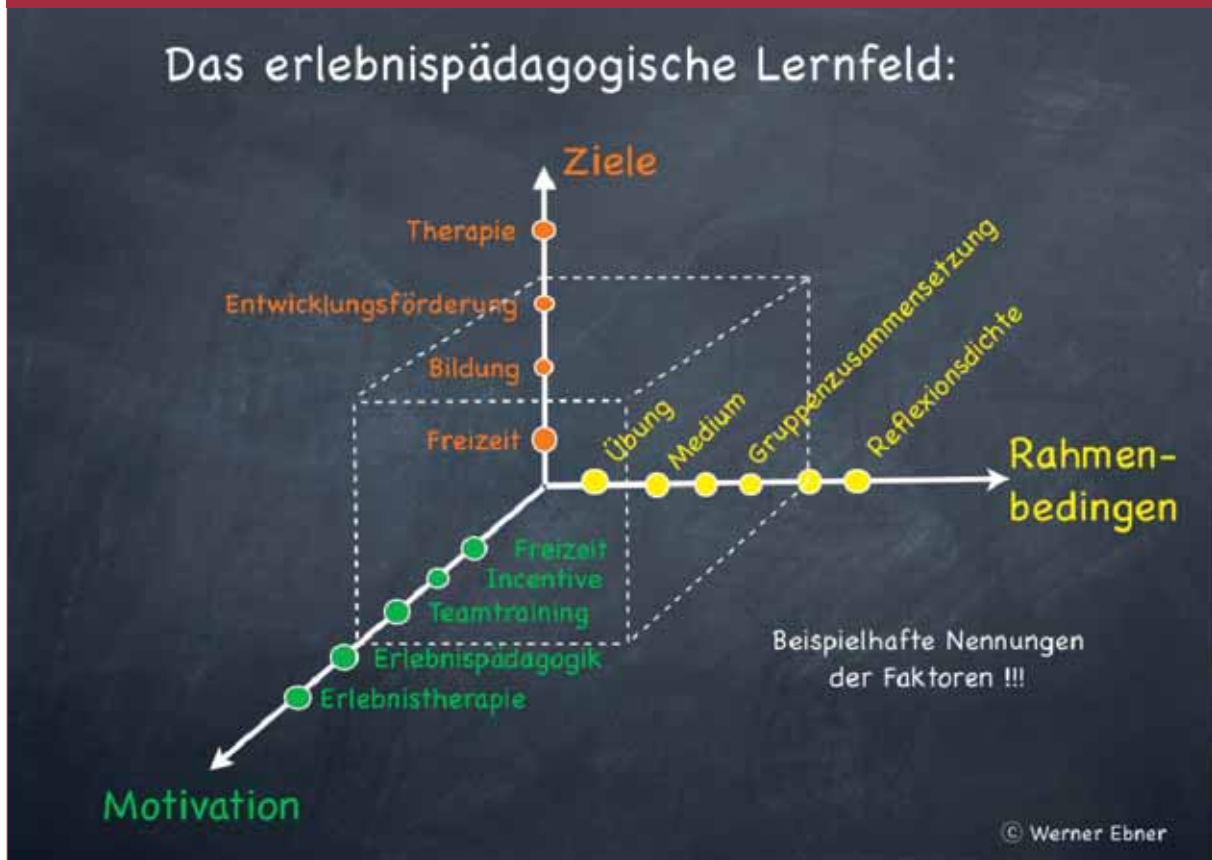 Das erlebnispädagogische Lernfeld:
Ziele
Therapie
Entwicklungsförderung
Bildung
Freizeit
Übung
Medium
Gruppenzusammensetzung
Reflexionsdichte
Rahmen-
bedingen
Freizeit
Incentive
Teamtraining
Erlebnispädagogik
Erlebnistherapie
Motivation
Beispielhafte Nennungen
der Faktoren !!!
© Werner Ebner